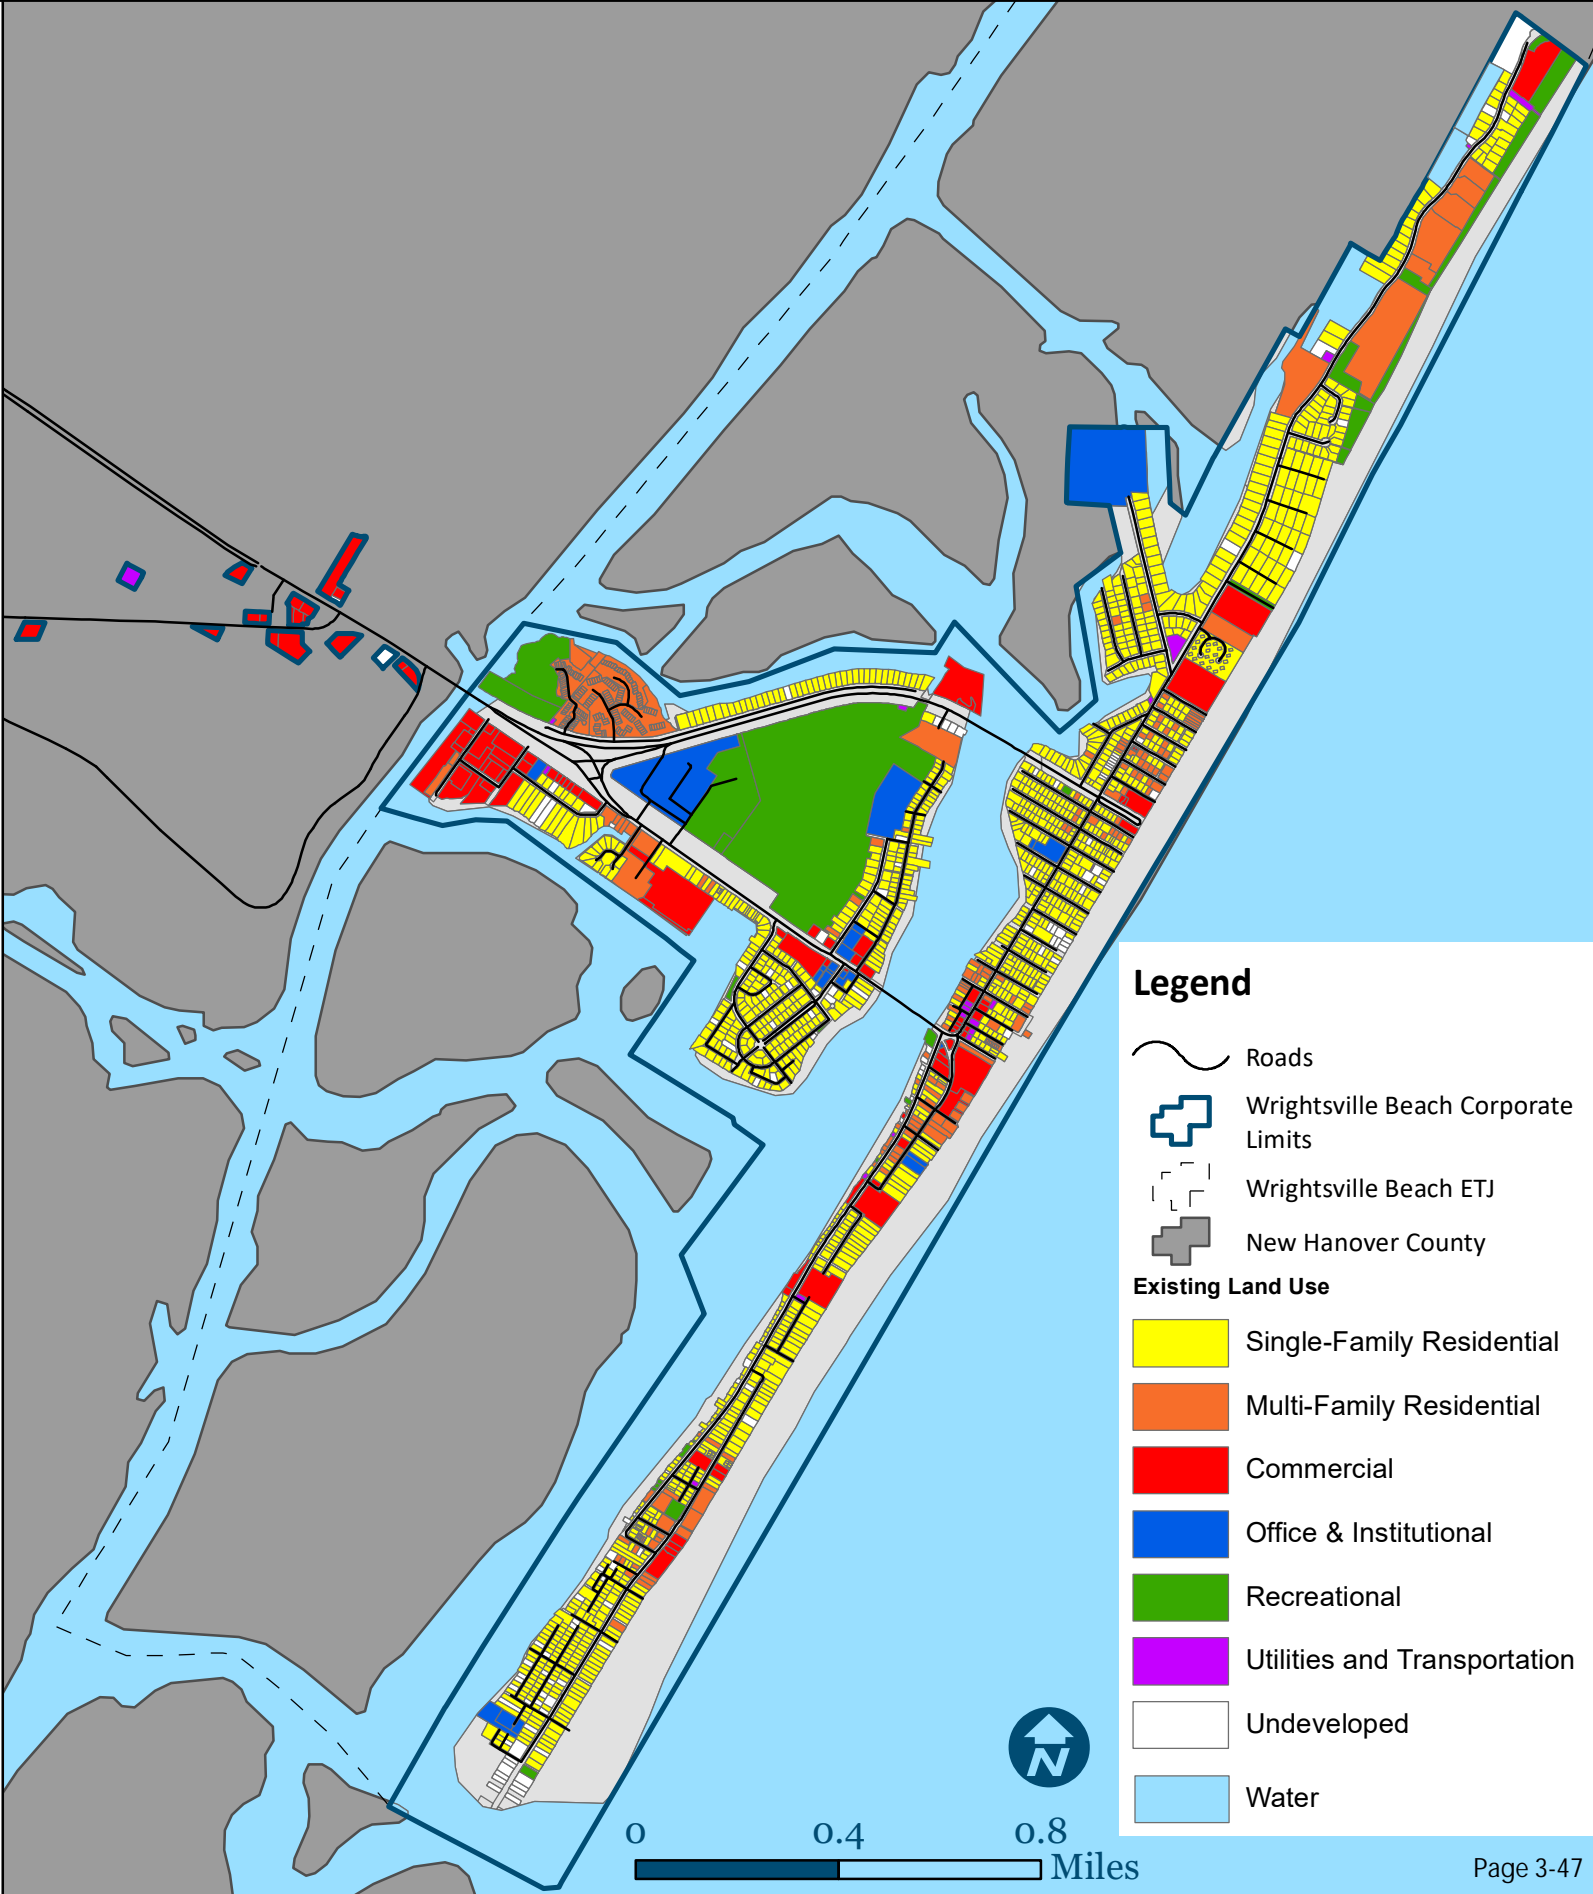 Legend
Roads
Wrightsville Beach Corporate
Limits
Wrightsville Beach ETJ
New Hanover County
Existing Land Use
Single-Family Residential
Multi-Family Residential
Commercial
Office & Institutional
Recreational
Utilities and Transportation
Undeveloped
Water
N
0 0.4 0.8
Miles
Page 3-47